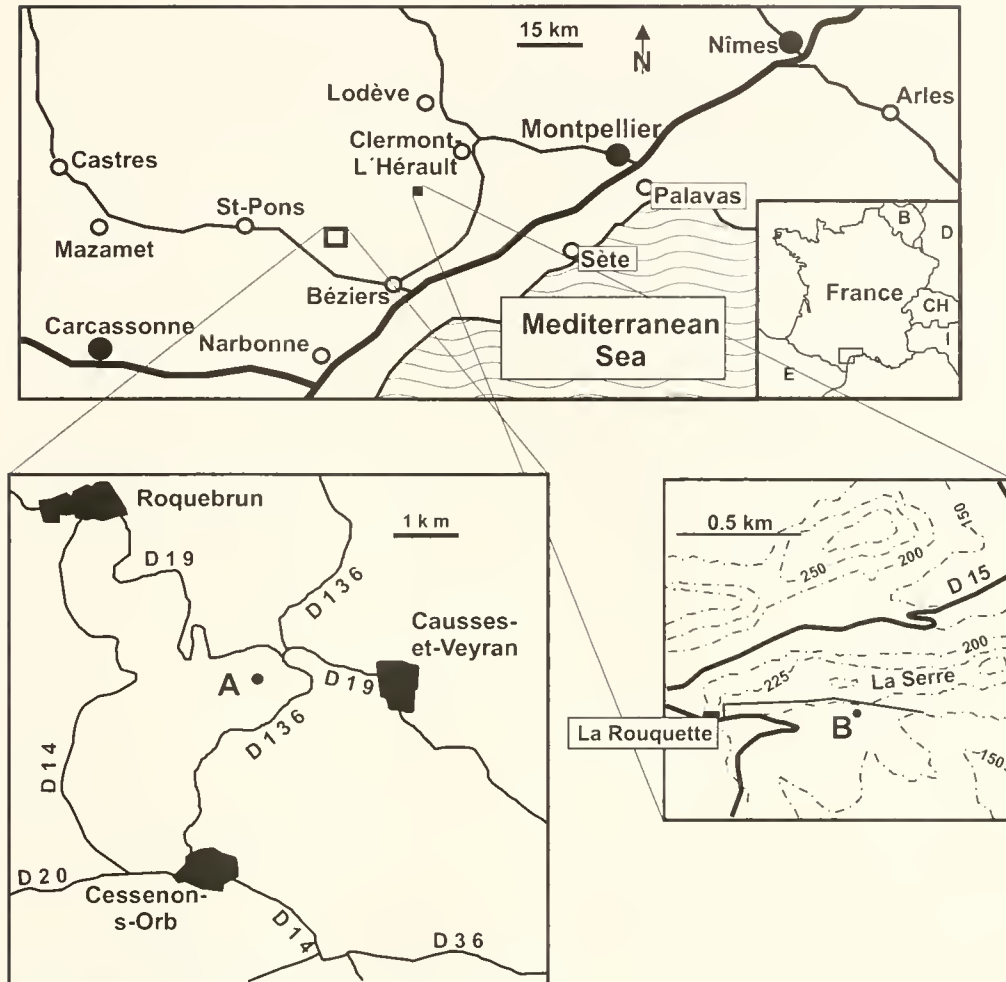 15 km
N
Nîmes
Lodève
Arles
Clermont-
L´Hérault
Montpellier
Castres
Palavas
St-Pons
Mazamet
Sète
B
D
Béziers
France
CH
Carcassonne
Narbonne
Mediterranean
Sea
I
E
Roquebrun
1 km
D 19
D 136
Causses-
et-Veyran
A
D 19
D 136
D 14
D 20
Cessenon-
s-Orb
D 14
D 36
0.5 km
150
250
200
D 15
200
225
La Serre
La Rouquette
B
150